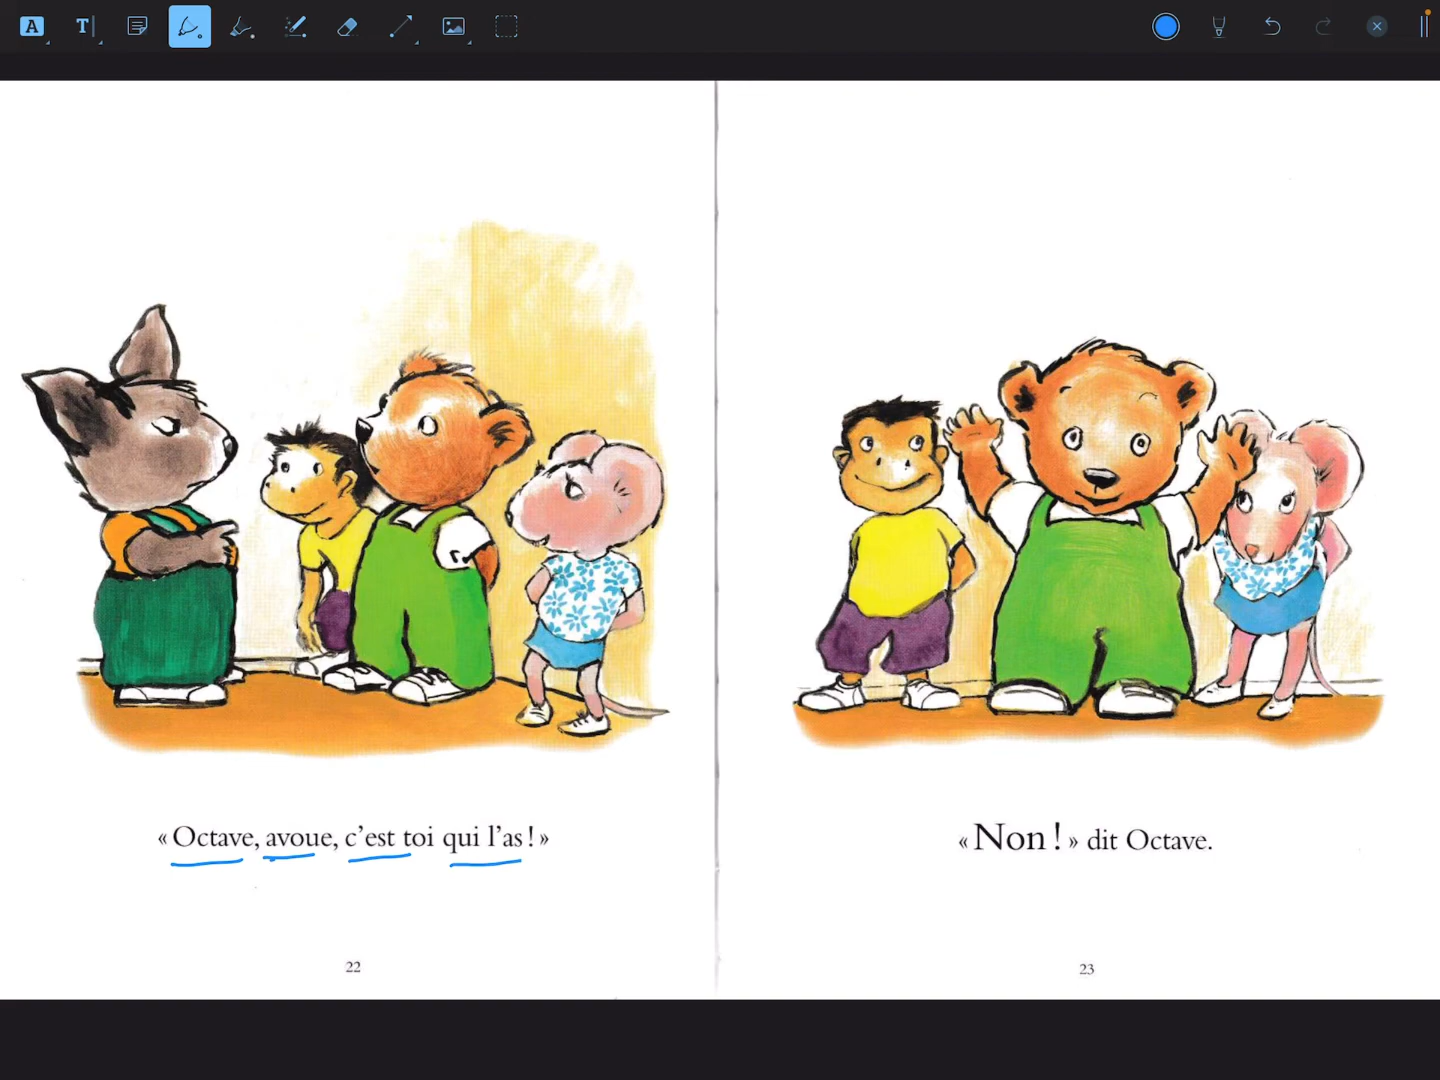 A
T
« Octave, avoue, c’est toi qui l’as ! »
22
« Non ! » dit Octave.
23